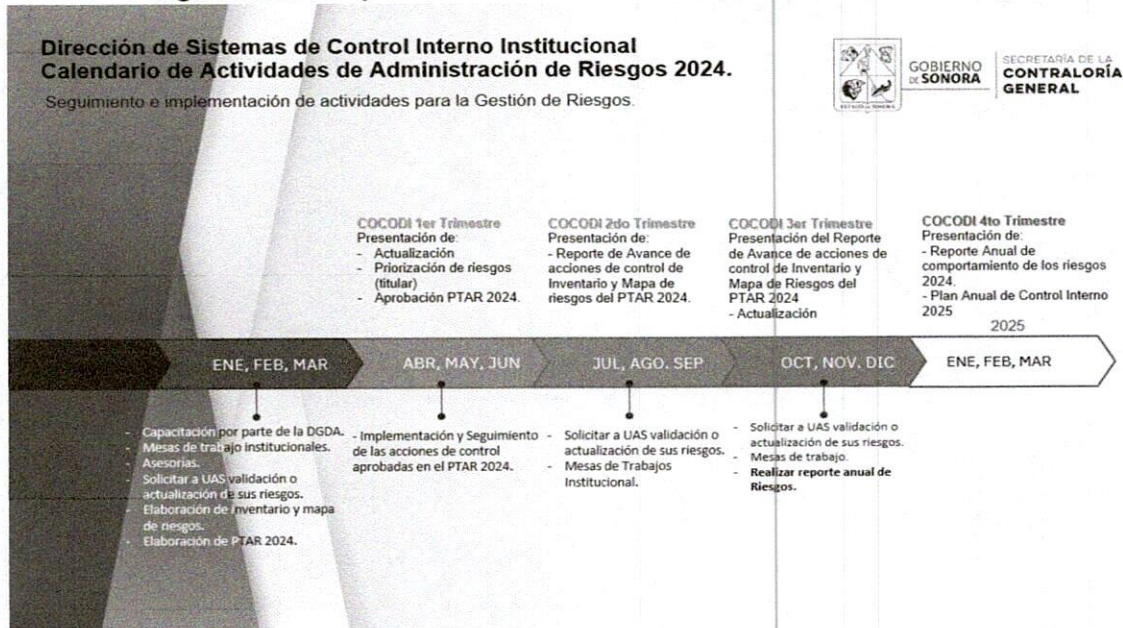 Dirección de Sistemas de Control Interno Institucional
Calendario de Actividades de Administración de Riesgos 2024.
Seguimiento e implementación de actividades para la Gestión de Riesgos.
GOBIERNO
DE SONORA
SECRETARÍA DE LA
CONTRALORÍA
GENERAL
ESTADO DE SONORA
COCODI 1er Trimestre
Presentación de:
- Actualización
- Priorización de riesgos
(titular)
- Aprobación PTAR 2024.
COCODI 2do Trimestre
Presentación de:
- Reporte de Avance de
acciones de control de
Inventario y Mapa de
riesgos del PTAR 2024.
COCODI 3er Trimestre
Presentación del Reporte
de Avance de acciones de
control de Inventario y
Mapa de Riesgos del
PTAR 2024
- Actualización
COCODI 4to Trimestre
Presentación de:
- Reporte Anual de
comportamiento de los riesgos
2024.
- Plan Anual de Control Interno
2025
2025
ENE, FEB, MAR
ABR, MAY, JUN
JUL, AGO. SEP
OCT, NOV. DIC
ENE, FEB, MAR
- Capacitación por parte de la DGDA.
- Mesas de trabajo institucionales.
- Asesorias.
- Solicitar a UAS validación o
actualización de sus riesgos.
- Elaboración de inventario y mapa
de riesgos.
- Elaboración de PTAR 2024.
- Implementación y Seguimiento
de las acciones de control
aprobadas en el PTAR 2024.
- Solicitar a UAS validación o
actualización de sus riesgos.
- Mesas de Trabajos
Institucional.
- Solicitar a UAS validación o
actualización de sus riesgos.
- Mesas de trabajo.
- Realizar reporte anual de
Riesgos.